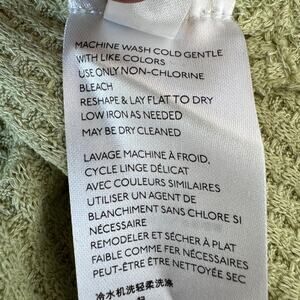 MACHINE WASH COLD GENTLE
WITH LIKE COLORS
USE ONLY NON-CHLORINE
BLEACH
RESHAPE & LAY FLAT TO DRY
LOW IRON AS NEEDED
MAY BE DRY CLEANED
LAVAGE MACHINE À FROID,
CYCLE LINGE DÉLICAT
AVEC COULEURS SIMILAIRES
UTILISER UN AGENT DE
BLANCHIMENT SANS CHLORE SI
NÉCESSAIRE
REMODELER ET SÉCHER À PLAT
FAIBLE COMME FER NÉCESSAIRES
PEUT-ÊTRE ÊTRE NETTOYÉE SEC
冷水机洗轻柔洗涤